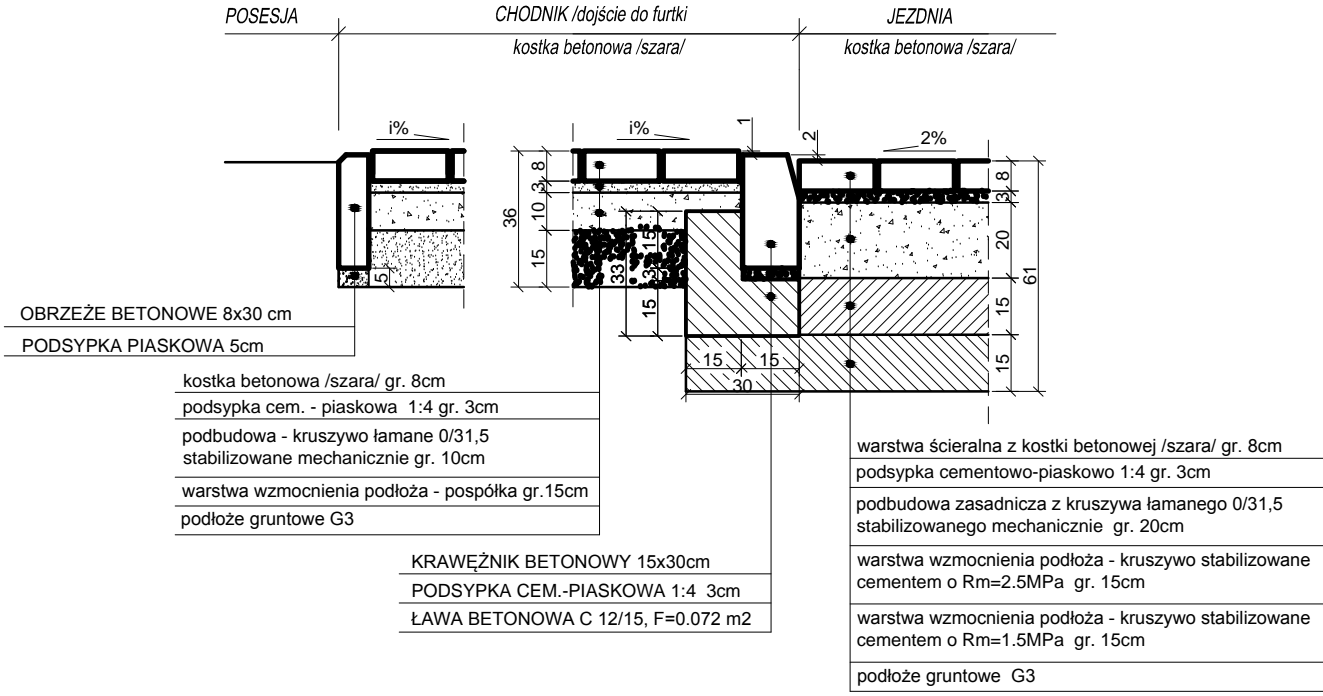 POSESJA
CHODNIK /dojście do furtki
JEZDNIA
kostka betonowa /szara/
kostka betonowa /szara/
i%
i%
1
2
2%
8
3
10
15
36
5
15
3
15
33
15
15
30
8
3
20
15
15
61
OBRZEŻE BETONOWE 8x30 cm
PODSYPKA PIASKOWA 5cm
kostka betonowa /szara/ gr. 8cm
podsypka cem. - piaskowa 1:4 gr. 3cm
podbudowa - kruszywo łamane 0/31,5
stabilizowane mechanicznie gr. 10cm
warstwa wzmocnienia podłoża - pospółka gr.15cm
podłoże gruntowe G3
KRAWĘŻNIK BETONOWY 15x30cm
PODSYPKA CEM.-PIASKOWA 1:4 3cm
ŁAWA BETONOWA C 12/15, F=0.072 m2
warstwa ścieralna z kostki betonowej /szara/ gr. 8cm
podsypka cementowo-piaskowo 1:4 gr. 3cm
podbudowa zasadnicza z kruszywa łamanego 0/31,5
stabilizowanego mechanicznie gr. 20cm
warstwa wzmocnienia podłoża - kruszywo stabilizowane
cementem o Rm=2.5MPa gr. 15cm
warstwa wzmocnienia podłoża - kruszywo stabilizowane
cementem o Rm=1.5MPa gr. 15cm
podłoże gruntowe G3